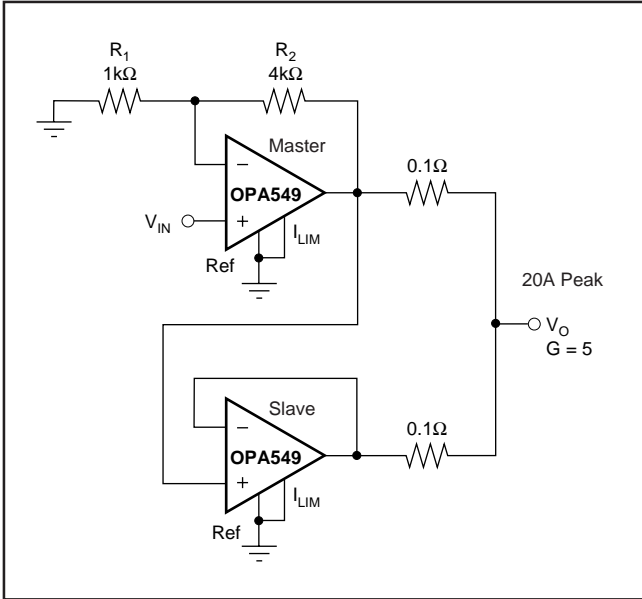 R1
1kΩ
R2
4kΩ
Master
−
OPA549
+
VIN
ILIM
Ref
0.1Ω
20A Peak
VO
G = 5
Slave
−
OPA549
+
ILIM
Ref
0.1Ω